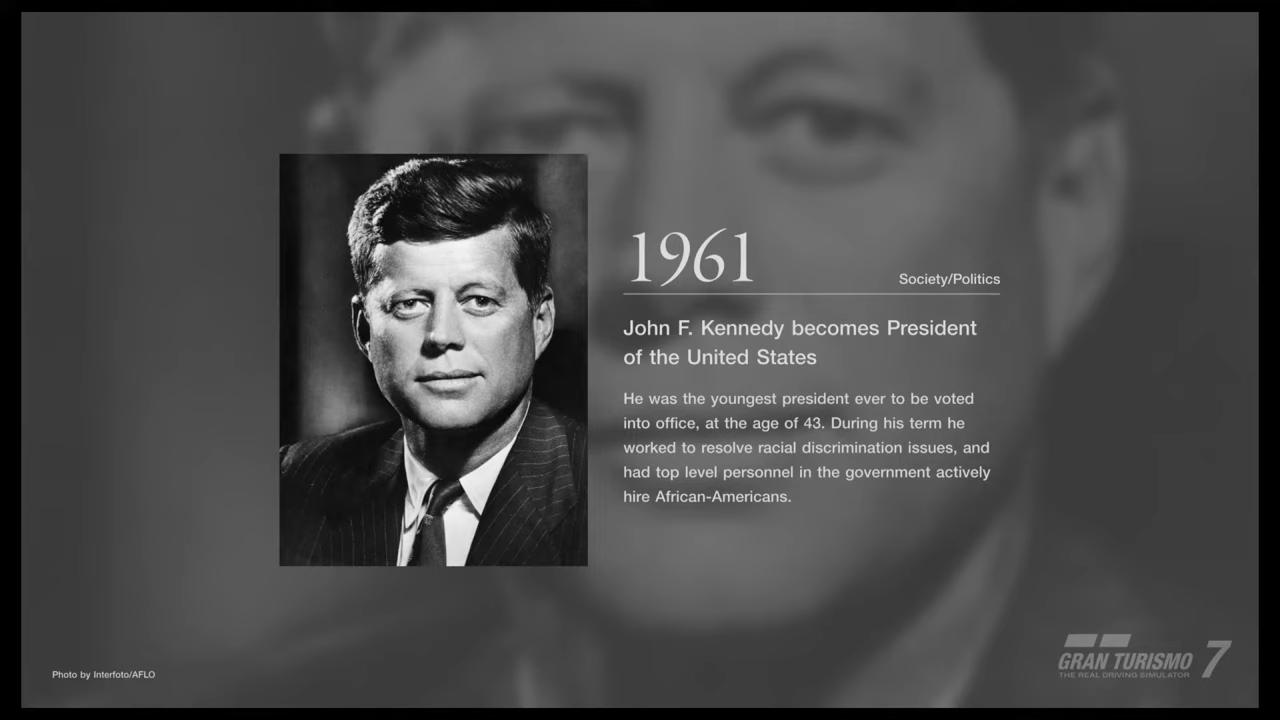 1961
Society/Politics
John F. Kennedy becomes President
of the United States
He was the youngest president ever to be voted
into office, at the age of 43. During his term he
worked to resolve racial discrimination issues, and
had top level personnel in the government actively
hire African-Americans.
Photo by Interfoto/AFLO
GRAN TURISMO 7
THE REAL DRIVING SIMULATOR